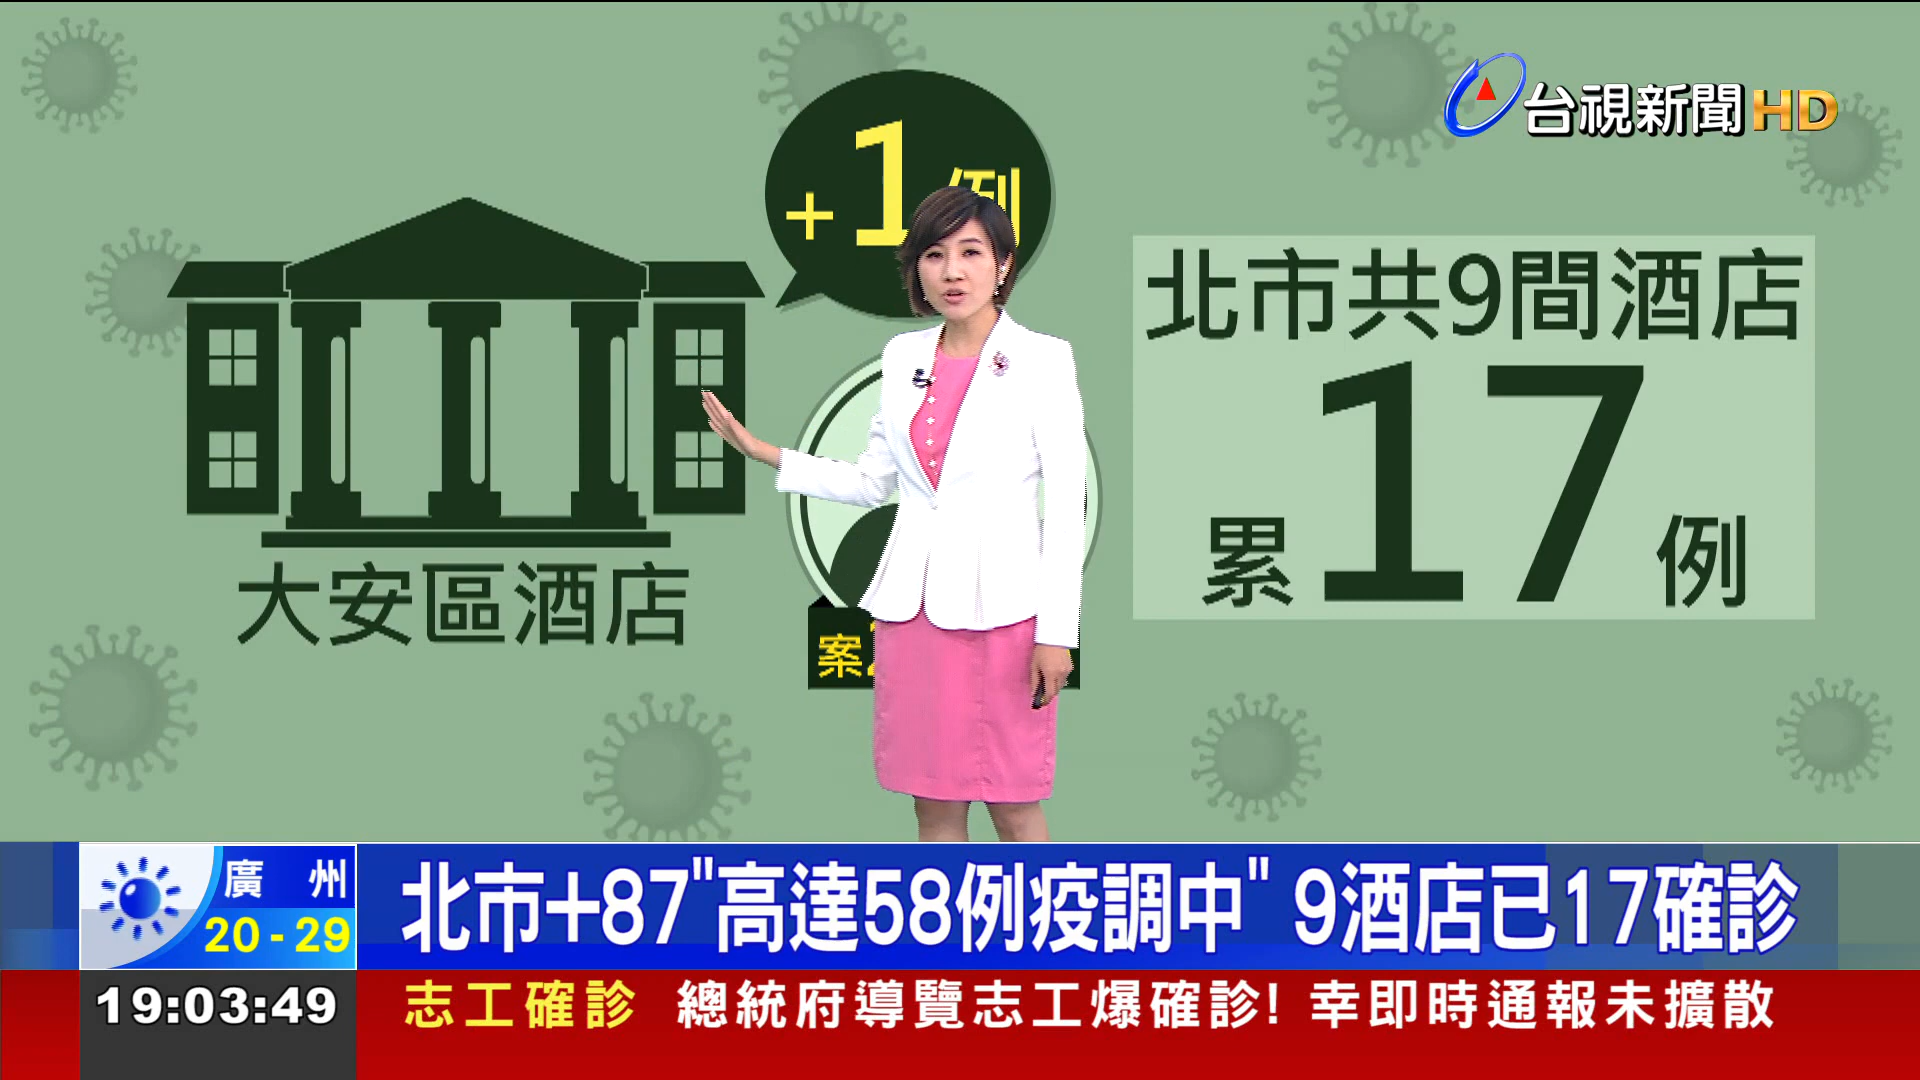 台視新聞HD
+1例
北市共9間酒店
累17例
大安區酒店
案
廣州
20-29
北市+87"高達58例疫調中" 9酒店已17確診
19:03:49
志工確診 總統府導覽志工爆確診! 幸即時通報未擴散